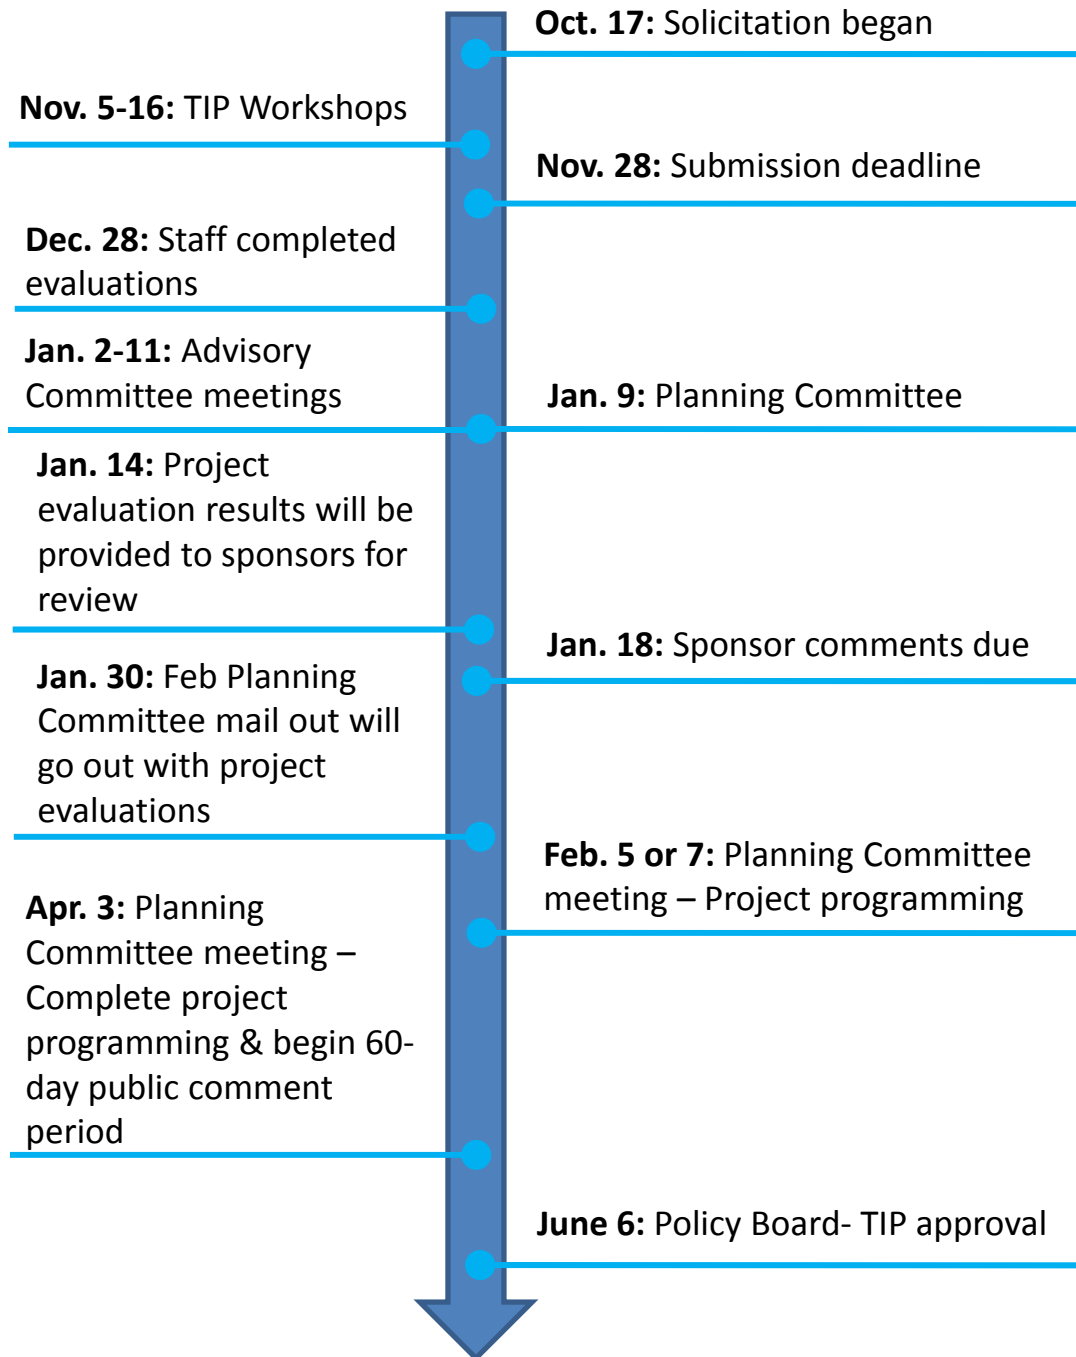 Oct. 17: Solicitation began
Nov. 5-16: TIP Workshops
Nov. 28: Submission deadline
Dec. 28: Staff completed
evaluations
Jan. 2-11: Advisory
Committee meetings
Jan. 9: Planning Committee
Jan. 14: Project
evaluation results will be
provided to sponsors for
review
Jan. 18: Sponsor comments due
Jan. 30: Feb Planning
Committee mail out will
go out with project
evaluations
Feb. 5 or 7: Planning Committee
meeting – Project programming
Apr. 3: Planning
Committee meeting –
Complete project
programming & begin 60-
day public comment
period
June 6: Policy Board- TIP approval